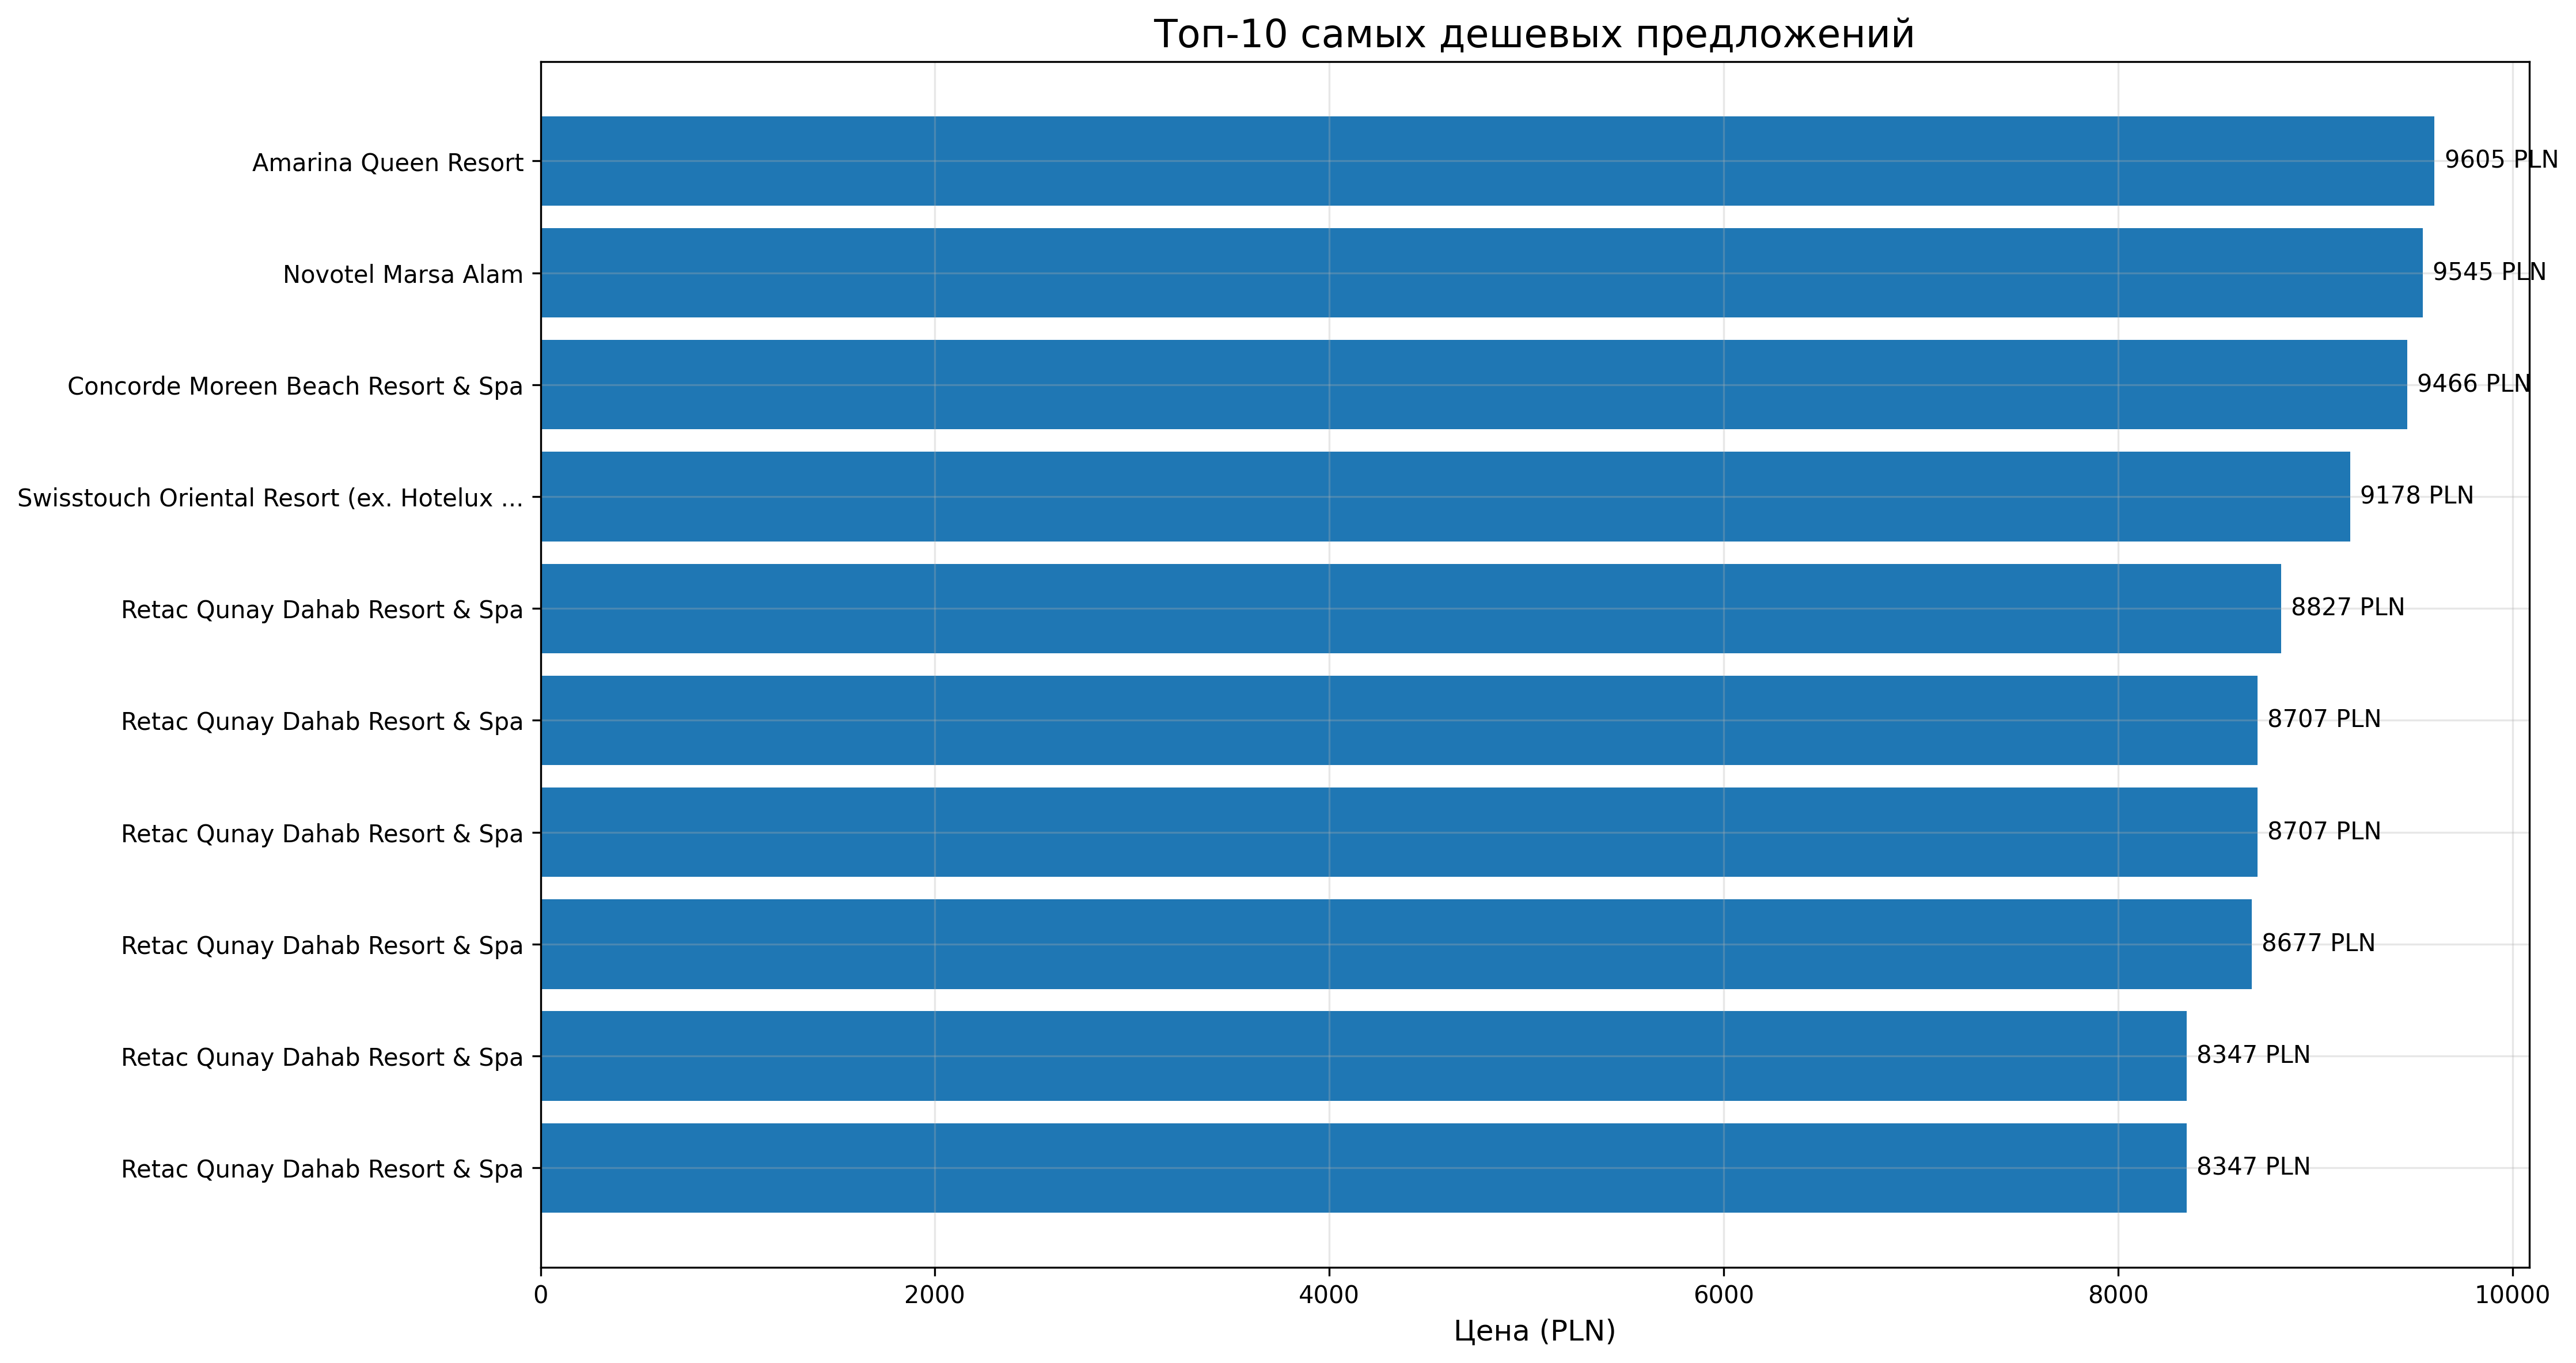 Топ-10 самых дешевых предложений
Amarina Queen Resort
9605 PLN
Novotel Marsa Alam
9545 PLN
Concorde Moreen Beach Resort & Spa
9466 PLN
Swisstouch Oriental Resort (ex. Hotelux ...
9178 PLN
Retac Qunay Dahab Resort & Spa
8827 PLN
Retac Qunay Dahab Resort & Spa
8707 PLN
Retac Qunay Dahab Resort & Spa
8707 PLN
Retac Qunay Dahab Resort & Spa
8677 PLN
Retac Qunay Dahab Resort & Spa
8347 PLN
Retac Qunay Dahab Resort & Spa
8347 PLN
0 2000 4000 6000 8000 10000
Цена (PLN)